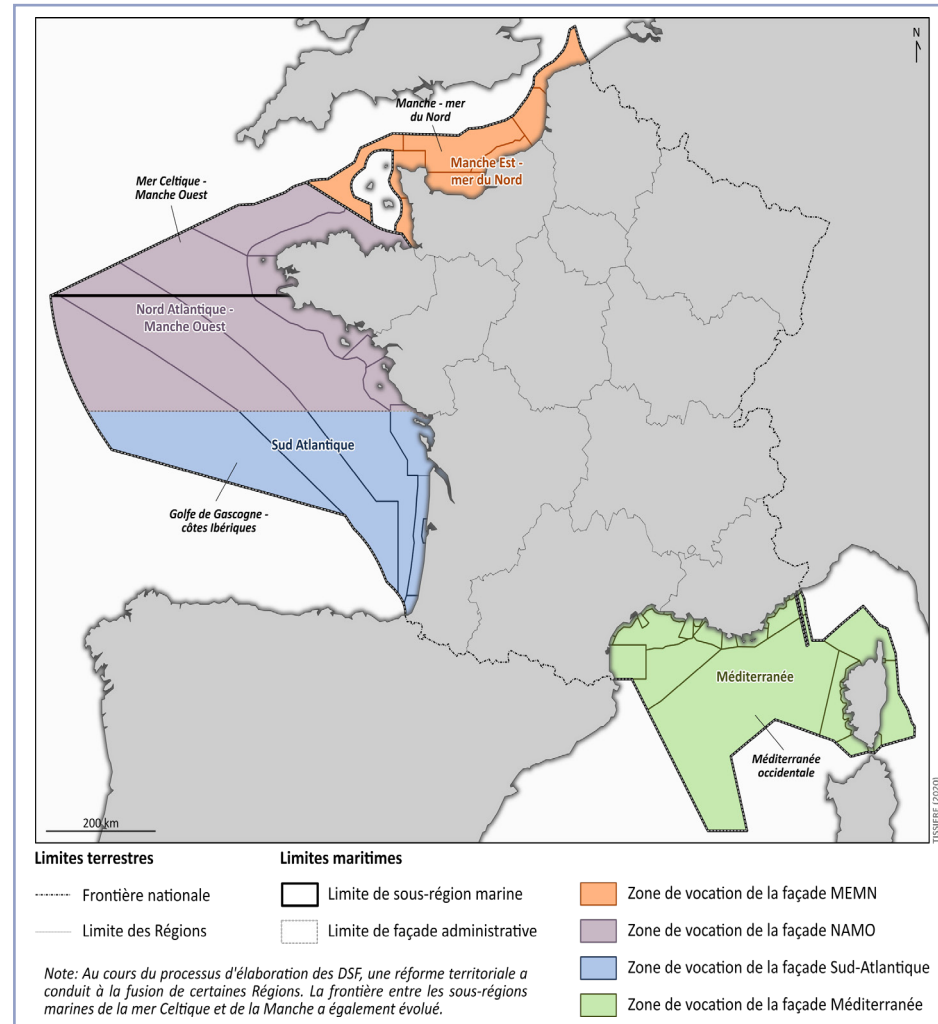 N
Manche - mer
du Nord
Manche Est -
mer du Nord
Mer Celtique -
Manche Ouest
Nord Atlantique -
Manche Ouest
Sud Atlantique
Golfe de Gascogne -
côtes Ibériques
Méditerranée
Méditerranée
occidentale
200 km
TISSIERE (2020)
Limites terrestres
Frontière nationale
Limite des Régions
Limites maritimes
Limite de sous-région marine
Limite de façade administrative
Zone de vocation de la façade MEMN
Zone de vocation de la façade NAMO
Zone de vocation de la façade Sud-Atlantique
Zone de vocation de la façade Méditerranée
Note: Au cours du processus d'élaboration des DSF, une réforme territoriale a
conduit à la fusion de certaines Régions. La frontière entre les sous-régions
marines de la mer Celtique et de la Manche a également évolué.